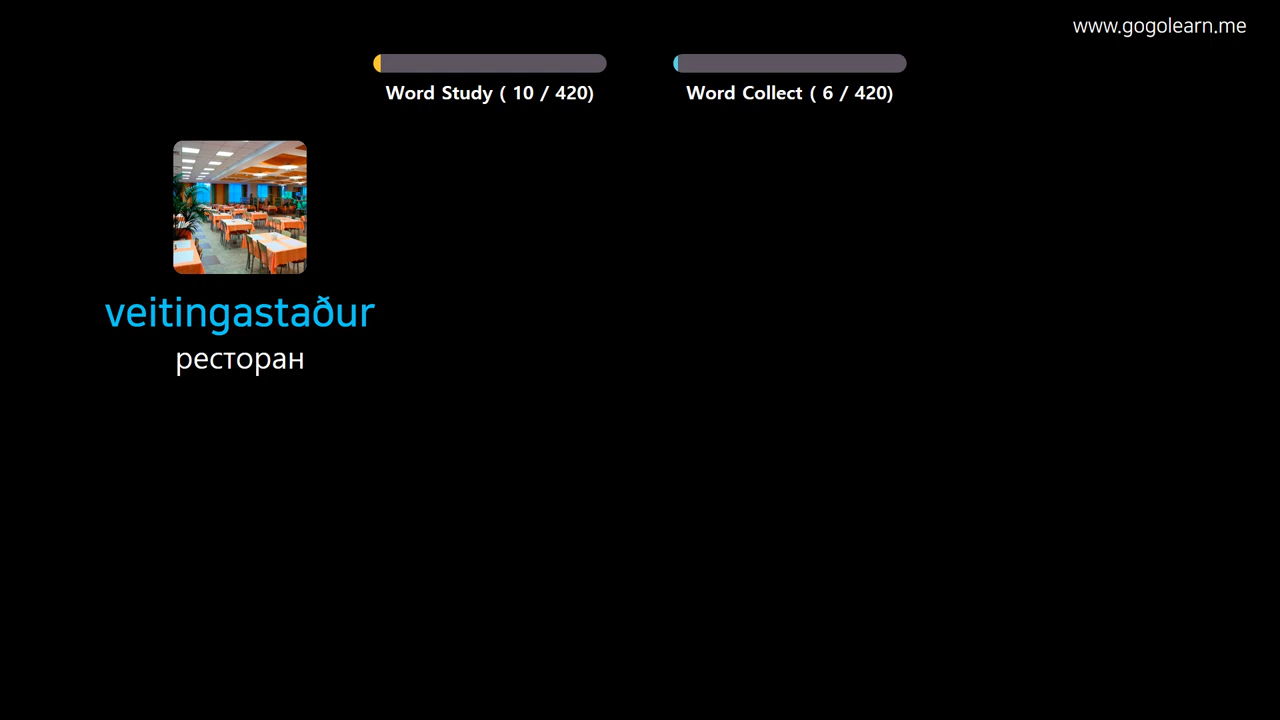 www.gogolearn.me
Word Study ( 10 / 420)
Word Collect ( 6 / 420)
veitingastaður
ресторан